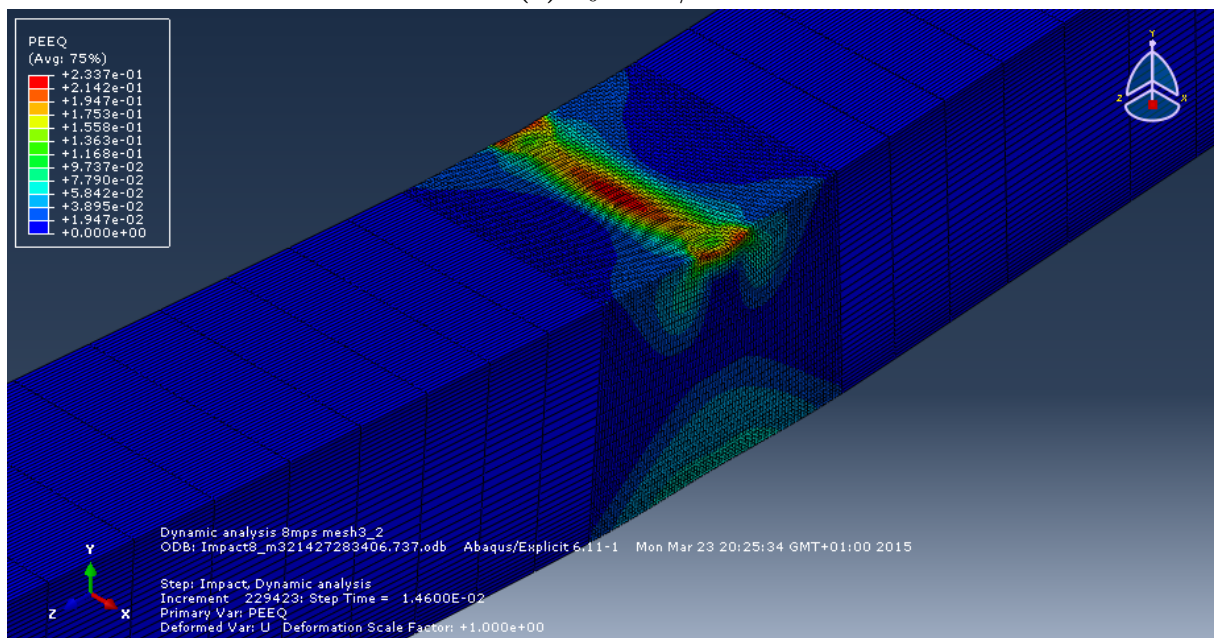 PEEQ
(Avg: 75%)
+2.337e-01
+2.142e-01
+1.947e-01
+1.753e-01
+1.558e-01
+1.363e-01
+1.168e-01
+9.737e-02
+7.790e-02
+5.842e-02
+3.895e-02
+1.947e-02
+0.000e+00
Y
Z X
Dynamic analysis 8mps mesh3_2
ODB: Impact8_m321427283406.737.odb Abaqus/Explicit 6.11-1 Mon Mar 23 20:25:34 GMT+01:00 2015
Y
Z X
Step: Impact, Dynamic analysis
Increment 229423: Step Time = 1.4600E-02
Primary Var: PEEQ
Deformed Var: U Deformation Scale Factor: +1.000e+00